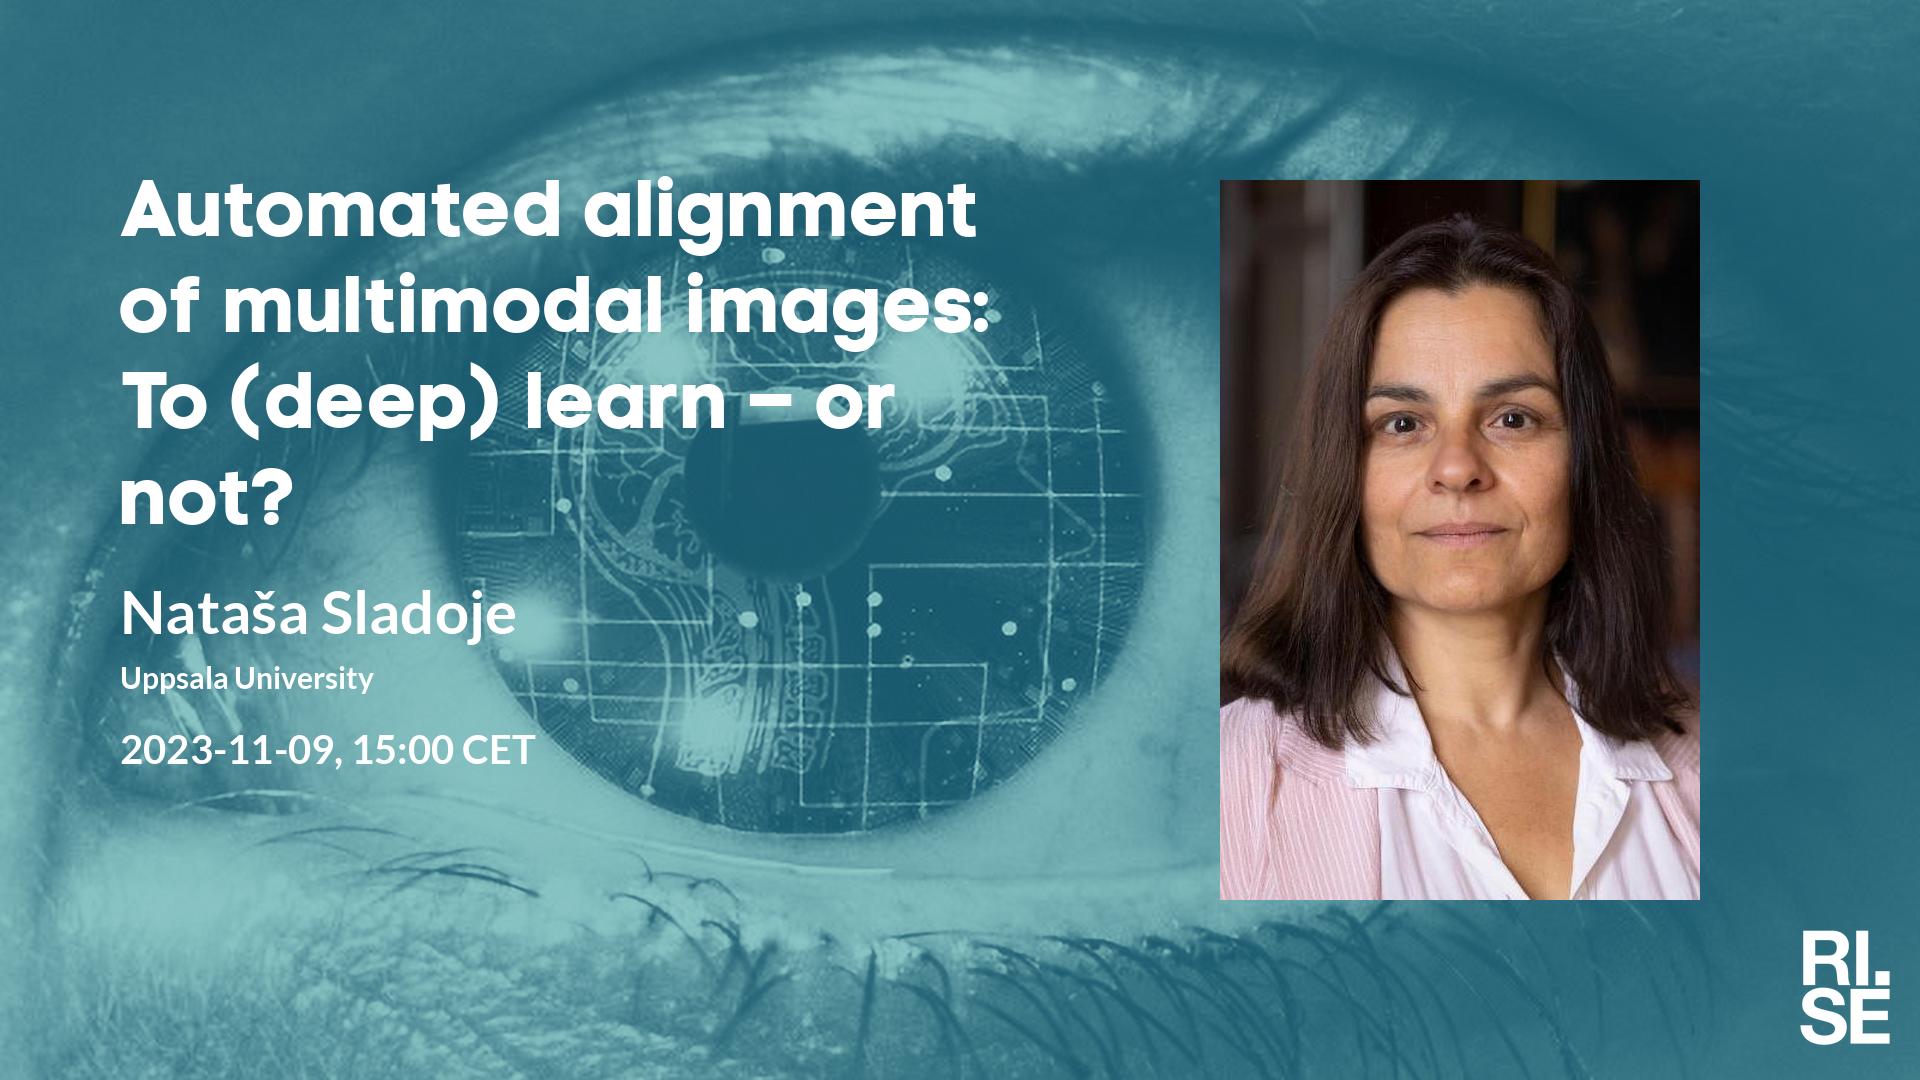 Automated alignment
of multimodal images:
To (deep) learn – or
not?
Nataša Sladoje
Uppsala University
2023-11-09, 15:00 CET
RI.
SE